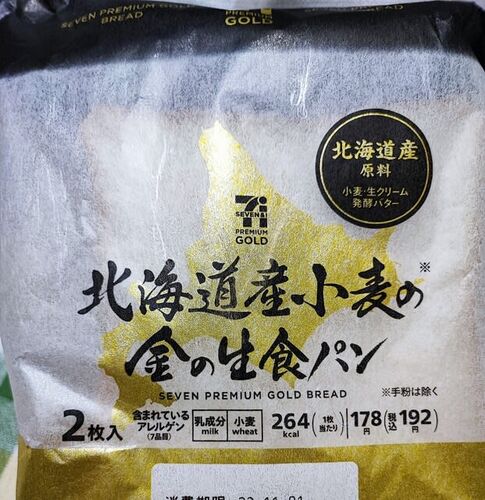 PREMIUM
GOLD
SEVEN PREMIUM GOLD
BREAD
北海道産
原料
小麦・生クリーム
発酵バター
SEVEN&i
PREMIUM
GOLD
北海道産小麦の※
金の生食パン
SEVEN PREMIUM GOLD BREAD
※手粉は除く
2枚入
含まれている
アレルゲン
(7品目)
乳成分
milk
小麦
wheat
264
kcal
(1枚
当たり)
178
円
(税込
192
円)